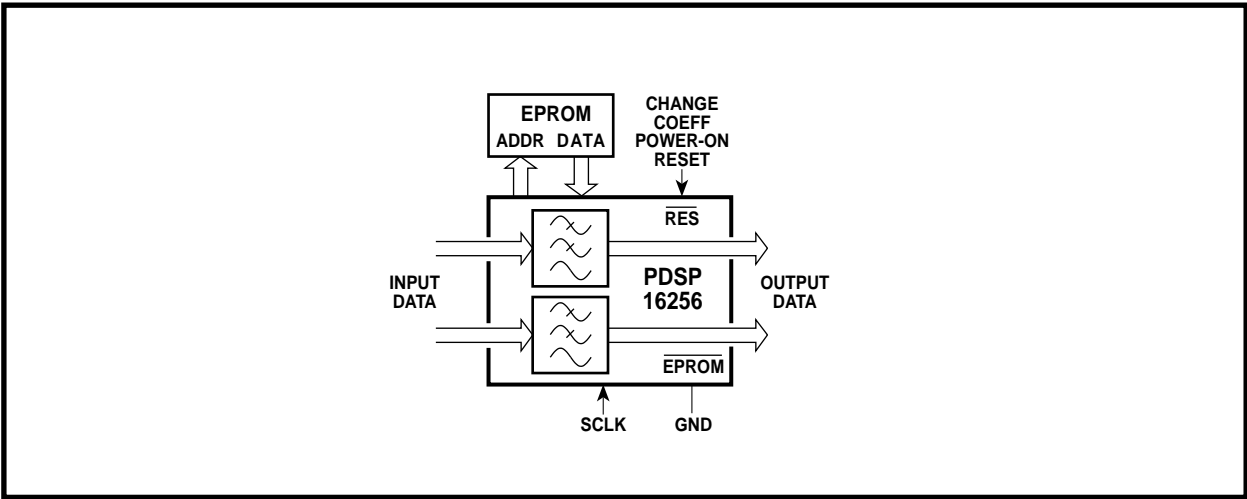 EPROM
ADDR DATA
CHANGE
COEFF
POWER-ON
RESET
RES
PDSP
16256
INPUT
DATA
OUTPUT
DATA
EPROM
SCLK
GND